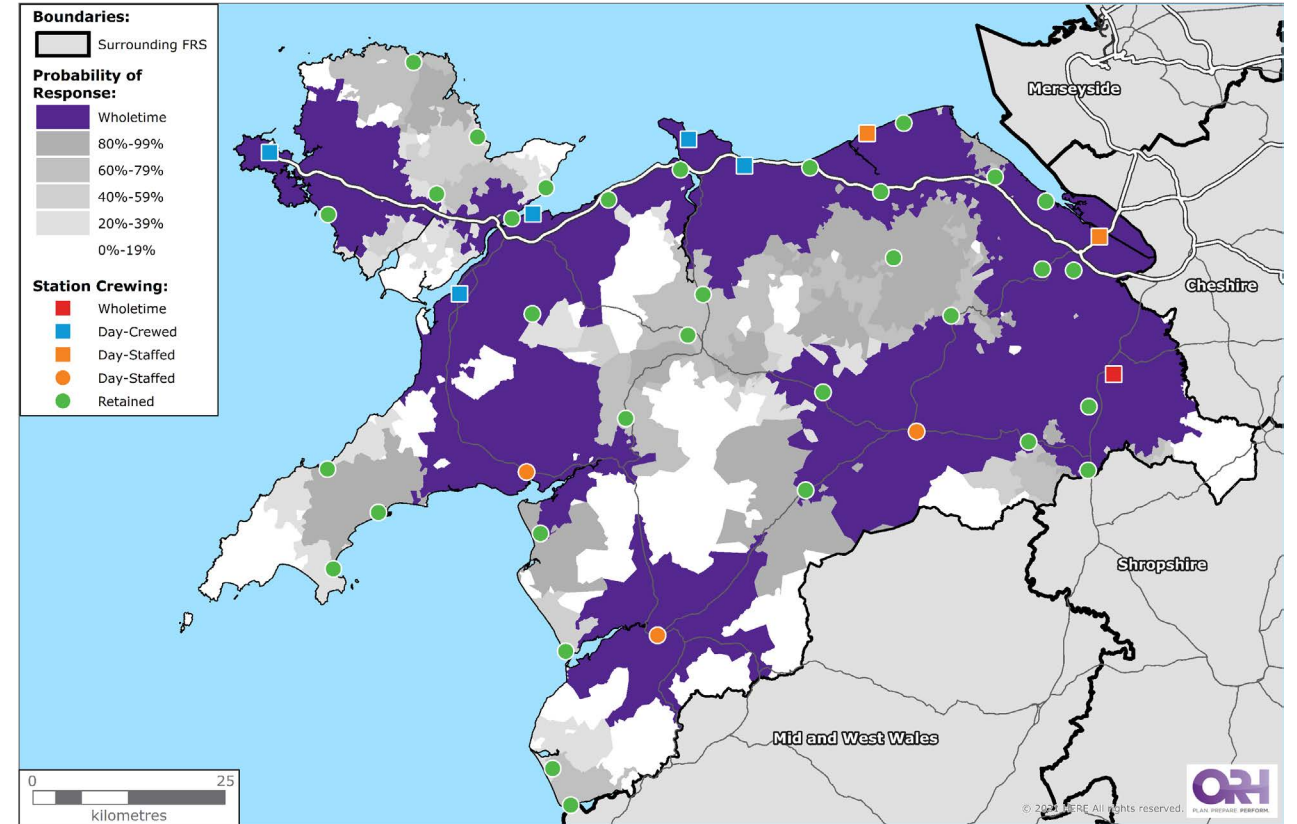 Boundaries:
Surrounding FRS
Probability of
Response:
Wholetime
80%-99%
60%-79%
40%-59%
20%-39%
0%-19%
Station Crewing:
Wholetime
Day-Crewed
Day-Staffed
Day-Staffed
Retained
Merseyside
Cheshire
Shropshire
Mid and West Wales
0 25
kilometres
ORH
PLAN. PREPARE. PERFORM.
© 2021 HERE All rights reserved.